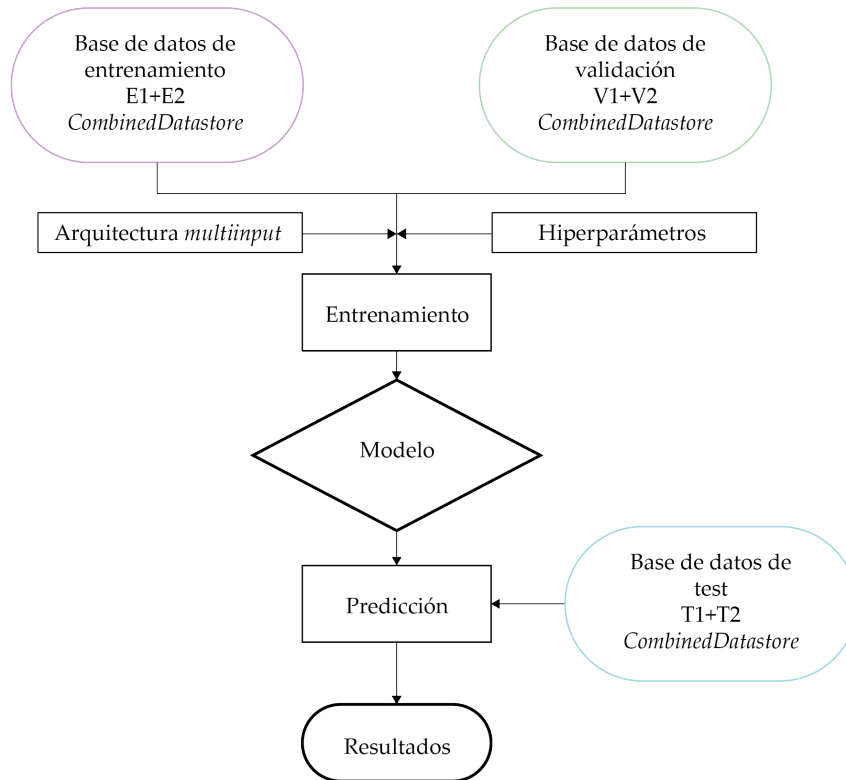 Base de datos de
entrenamiento
E1+E2
CombinedDatastore
Base de datos de
validación
V1+V2
CombinedDatastore
Arquitectura multiinput
Hiperparámetros
Entrenamiento
Modelo
Base de datos de
test
T1+T2
CombinedDatastore
Predicción
Resultados